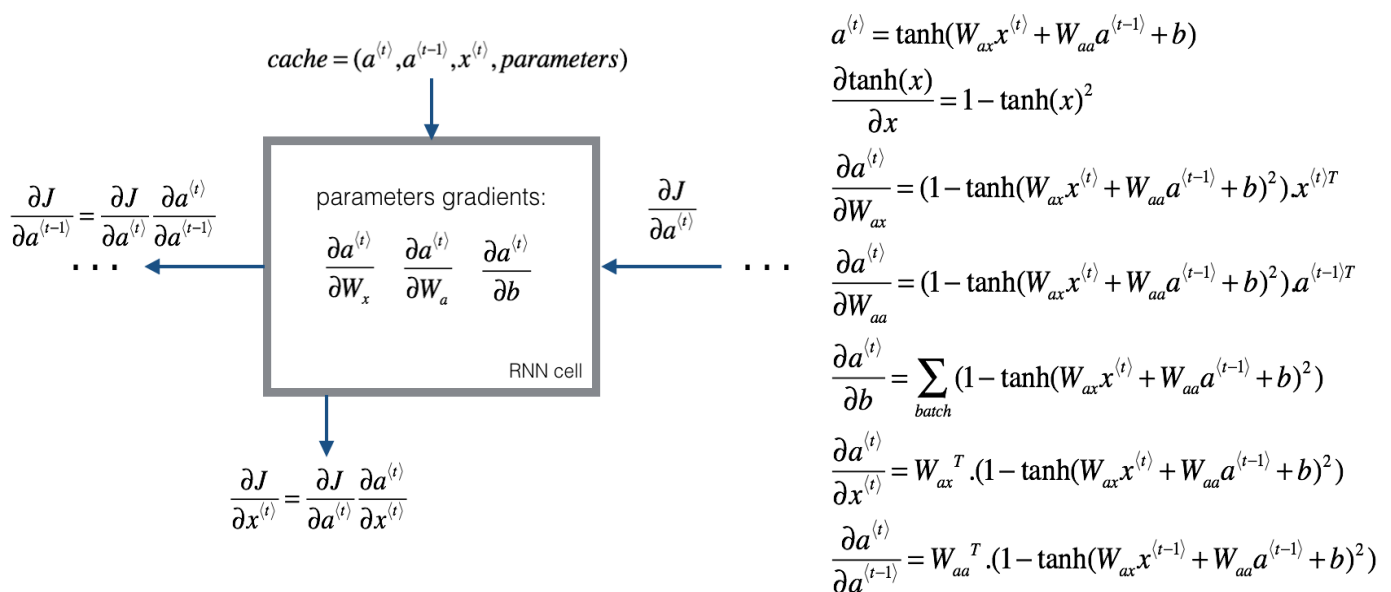 cache = (a^⟨t⟩, a^⟨t−1⟩, x^⟨t⟩, parameters)
∂J/∂a^⟨t−1⟩ = ∂J/∂a^⟨t⟩ ∂a^⟨t⟩/∂a^⟨t−1⟩
. . .
parameters gradients:
∂a^⟨t⟩/∂W_x ∂a^⟨t⟩/∂W_a ∂a^⟨t⟩/∂b
RNN cell
∂J/∂a^⟨t⟩
. . .
∂J/∂x^⟨t⟩ = ∂J/∂a^⟨t⟩ ∂a^⟨t⟩/∂x^⟨t⟩
a^⟨t⟩ = tanh(W_ax x^⟨t⟩ + W_aa a^⟨t−1⟩ + b)
∂tanh(x)/∂x = 1 − tanh(x)^2
∂a^⟨t⟩/∂W_ax = (1 − tanh(W_ax x^⟨t⟩ + W_aa a^⟨t−1⟩ + b)^2).x^⟨t⟩T
∂a^⟨t⟩/∂W_aa = (1 − tanh(W_ax x^⟨t⟩ + W_aa a^⟨t−1⟩ + b)^2).a^⟨t−1⟩T
∂a^⟨t⟩/∂b = ∑_batch (1 − tanh(W_ax x^⟨t⟩ + W_aa a^⟨t−1⟩ + b)^2)
∂a^⟨t⟩/∂x^⟨t⟩ = W_ax^T.(1 − tanh(W_ax x^⟨t⟩ + W_aa a^⟨t−1⟩ + b)^2)
∂a^⟨t⟩/∂a^⟨t−1⟩ = W_aa^T.(1 − tanh(W_ax x^⟨t−1⟩ + W_aa a^⟨t−1⟩ + b)^2)